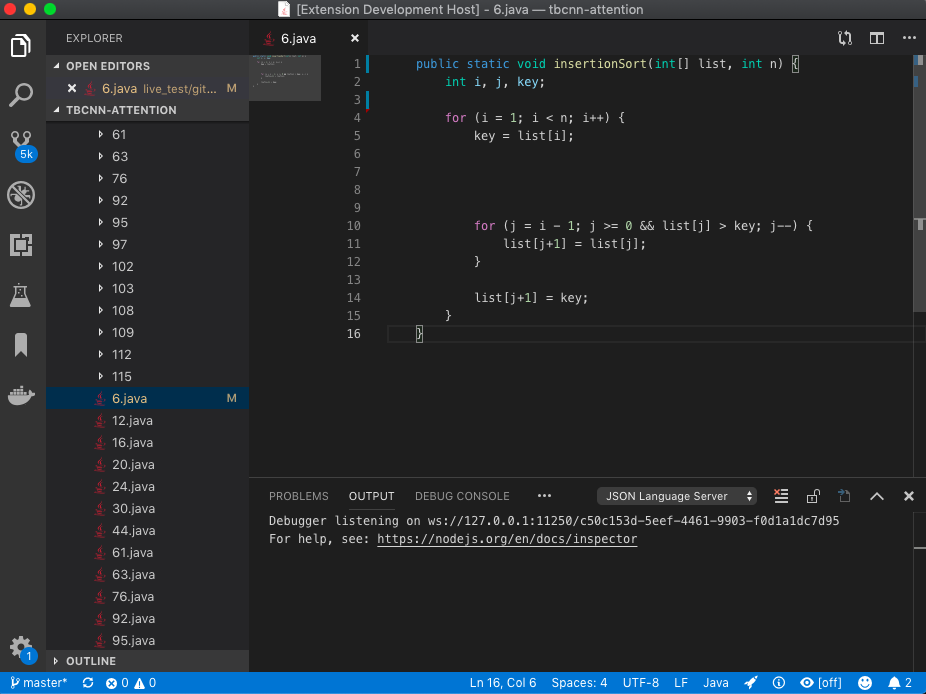 [Extension Development Host] - 6.java — tbcnn-attention
EXPLORER
OPEN EDITORS
6.java live_test/git... M
TBCNN-ATTENTION
61
63
76
92
95
97
102
103
108
109
112
115
6.java M
12.java
16.java
20.java
24.java
30.java
44.java
61.java
63.java
76.java
92.java
95.java
OUTLINE
5k
1
6.java
1 public static void insertionSort(int[] list, int n) {
2 int i, j, key;
3
4 for (i = 1; i < n; i++) {
5 key = list[i];
6
7
8
9
10 for (j = i - 1; j >= 0 && list[j] > key; j--) {
11 list[j+1] = list[j];
12 }
13
14 list[j+1] = key;
15 }
16 }
PROBLEMS OUTPUT DEBUG CONSOLE ••• JSON Language Server
Debugger listening on ws://127.0.0.1:11250/c50c153d-5eef-4461-9903-f0d1a1dc7d95
For help, see: https://nodejs.org/en/docs/inspector
master* 0 0 Ln 16, Col 6 Spaces: 4 UTF-8 LF Java [off] 2